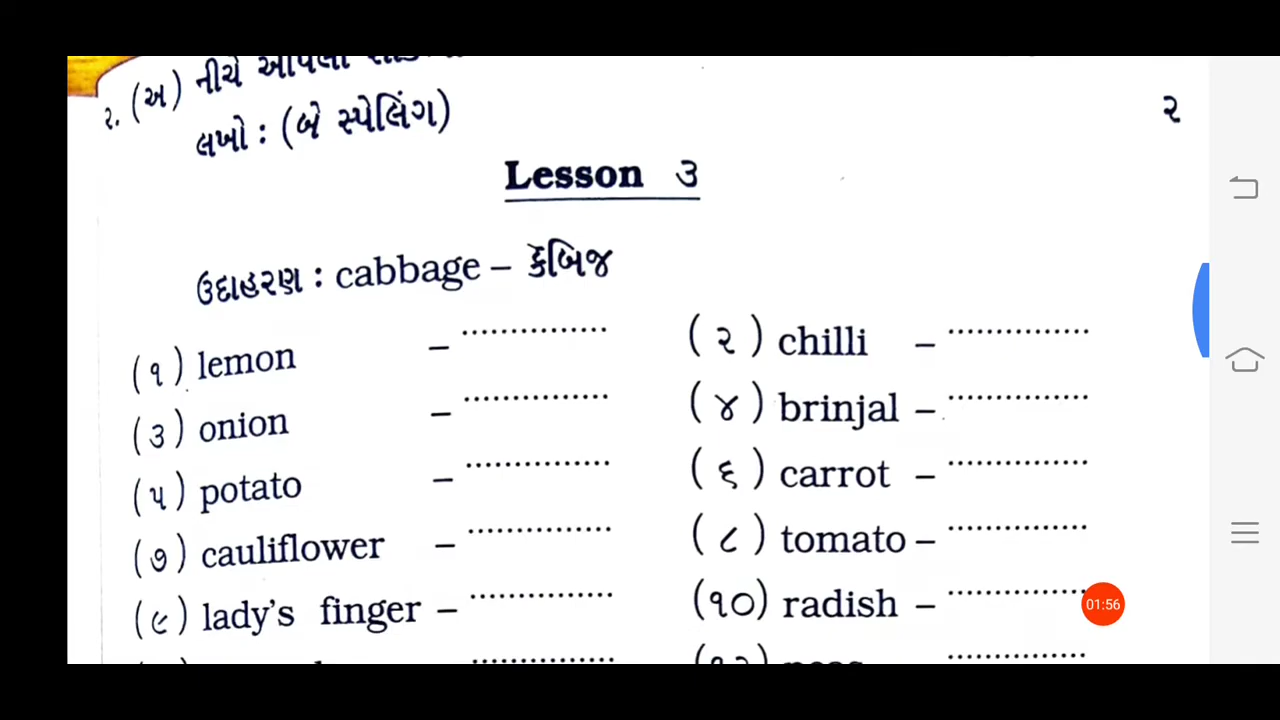 ૨. (અ) નીચે આપેલા
લખો : (બે સ્પેલિંગ) ૨
Lesson ૩
ઉદાહરણ : cabbage – કેબિજ
(૧) lemon – .............. (૨) chilli – ..............
(૩) onion – .............. (૪) brinjal – ..............
(૫) potato – .............. (૬) carrot – ..............
(૭) cauliflower – .............. (૮) tomato – ..............
(૯) lady's finger – .............. (૧૦) radish – ..............
01:56